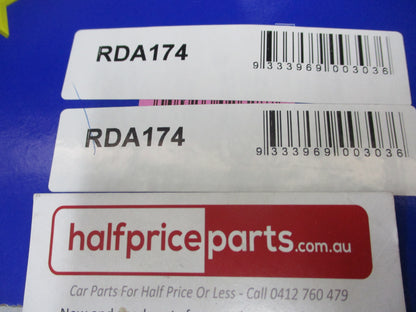 RDA174
9 333969 003036
RDA174
9 333969 003036
halfpriceparts.com.au
Car Parts For Half Price Or Less - Call 0412 760 479